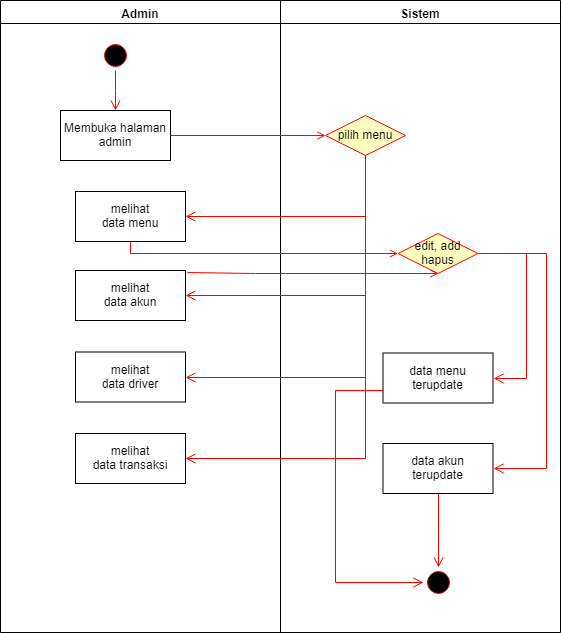 Admin
Sistem
Membuka halaman
admin
pilih menu
melihat
data menu
edit, add
hapus
melihat
data akun
melihat
data driver
data menu
terupdate
melihat
data transaksi
data akun
terupdate